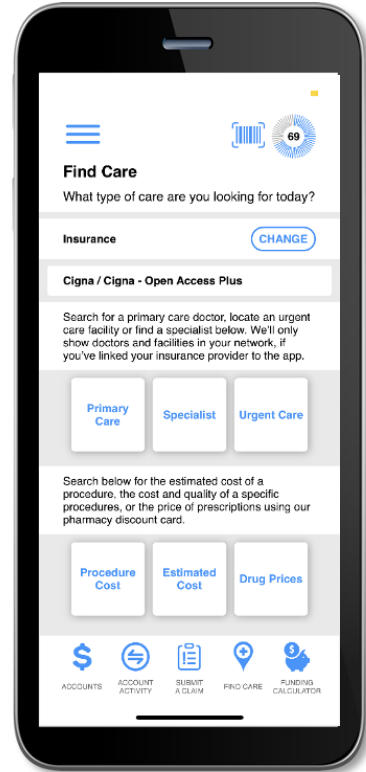 69
Find Care
What type of care are you looking for today?
Insurance
CHANGE
Cigna / Cigna - Open Access Plus
Search for a primary care doctor, locate an urgent
care facility or find a specialist below. We'll only
show doctors and facilities in your network, if
you've linked your insurance provider to the app.
Primary
Care
Specialist
Urgent Care
Search below for the estimated cost of a
procedure, the cost and quality of a specific
procedures, or the price of prescriptions using our
pharmacy discount card.
Procedure
Cost
Estimated
Cost
Drug Prices
ACCOUNTS
ACCOUNT
ACTIVITY
SUBMIT
A CLAIM
FIND CARE
FUNDING
CALCULATOR